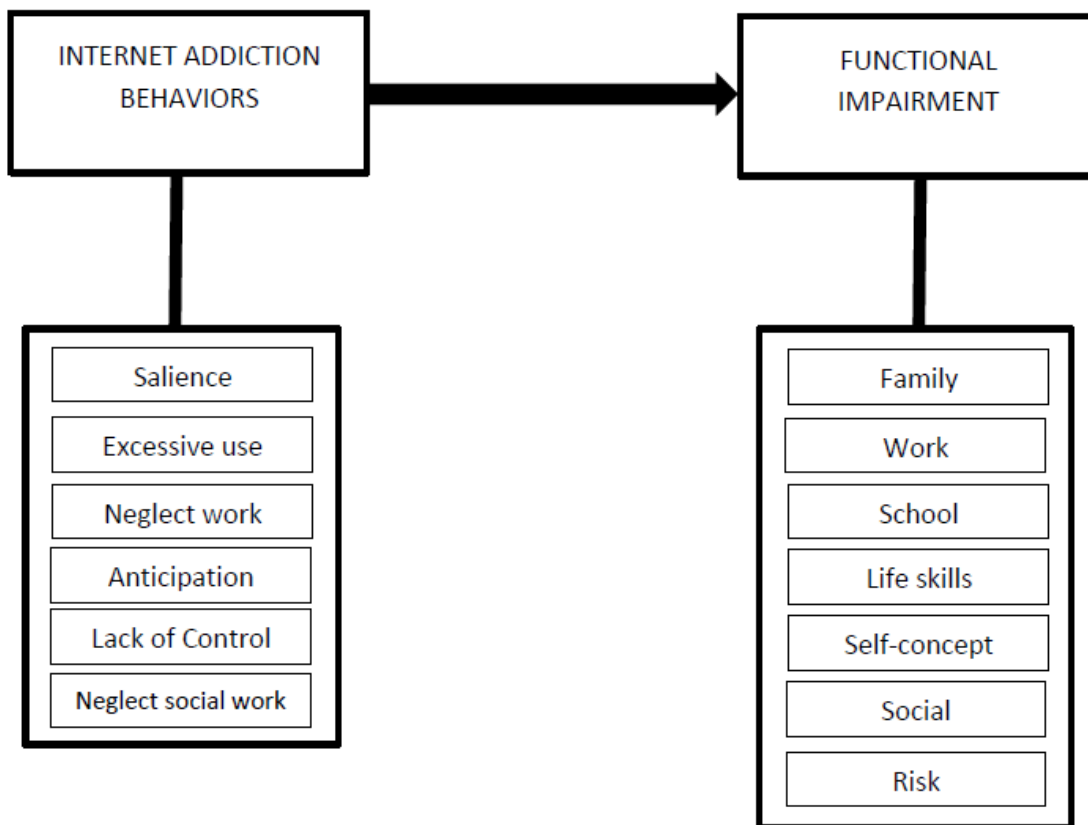 INTERNET ADDICTION
BEHAVIORS
FUNCTIONAL
IMPAIRMENT
Salience
Excessive use
Neglect work
Anticipation
Lack of Control
Neglect social work
Family
Work
School
Life skills
Self-concept
Social
Risk